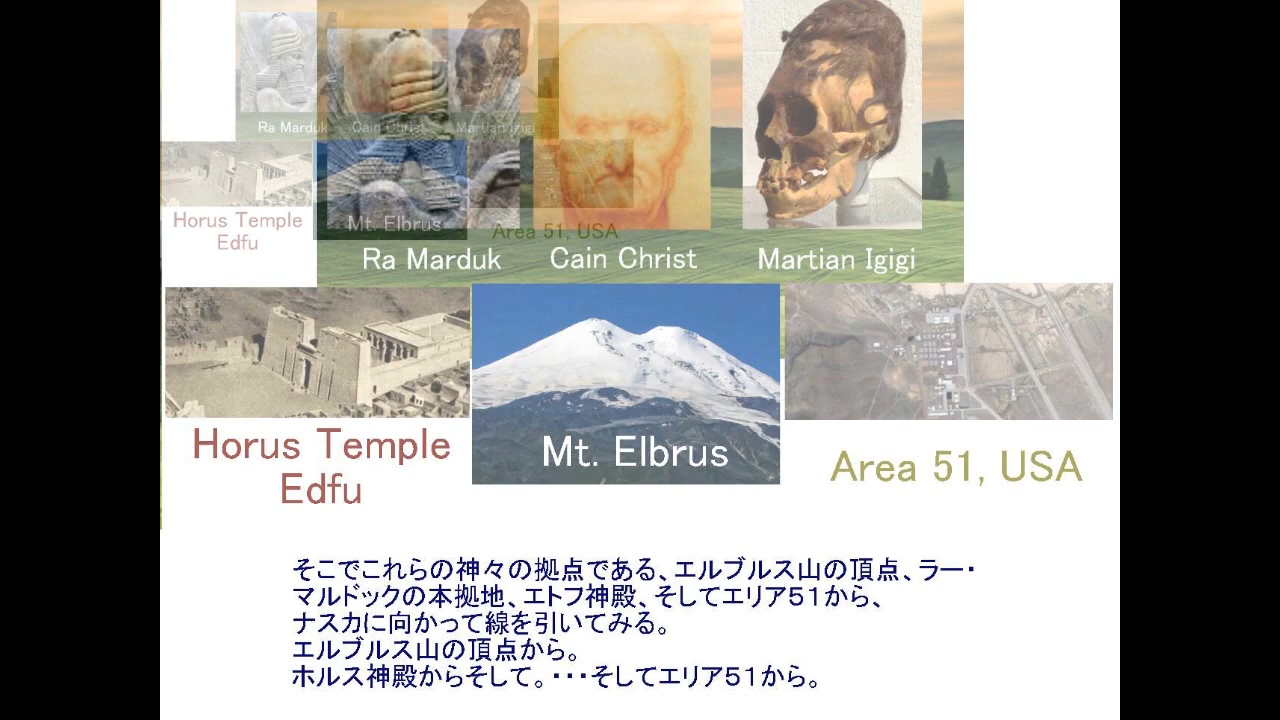 Ra Marduk
Cain Christ
Martian Igigi
Horus Temple
Edfu
Mt. Elbrus
Area 51, USA
Ra Marduk
Cain Christ
Martian Igigi
Horus Temple
Edfu
Mt. Elbrus
Area 51, USA
そこでこれらの神々の拠点である、エルブルス山の頂点、ラー・
マルドックの本拠地、エトフ神殿、そしてエリア５１から、
ナスカに向かって線を引いてみる。
エルブルス山の頂点から。
ホルス神殿からそして。・・・そしてエリア５１から。